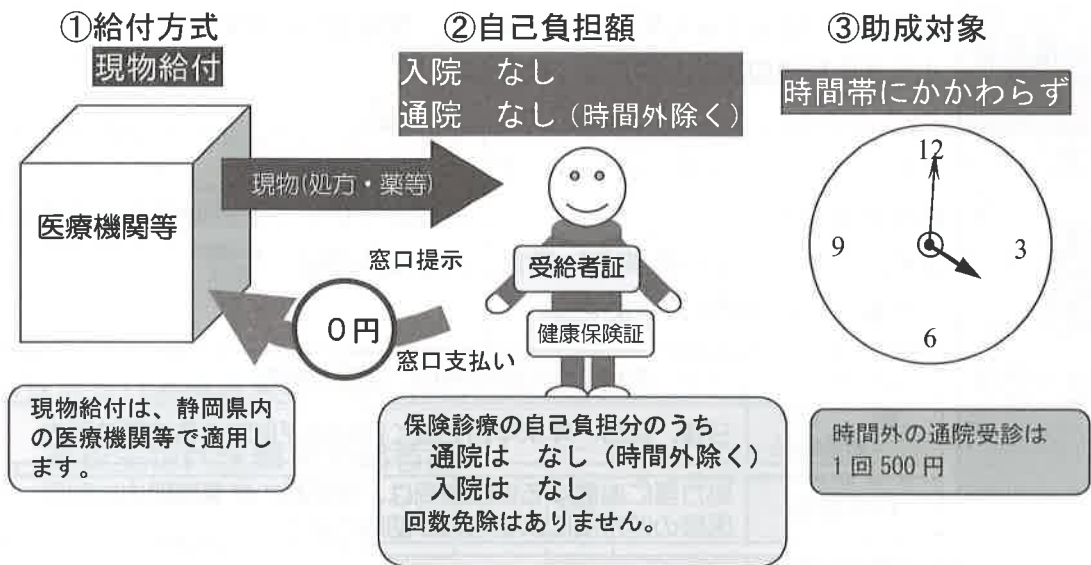 ①給付方式
現物給付
医療機関等
現物(処方・薬等)
窓口提示
0円
窓口支払い
現物給付は、静岡県内
の医療機関等で適用し
ます。
②自己負担額
入院　なし
通院　なし(時間外除く)
受給者証
健康保険証
保険診療の自己負担分のうち
通院は　なし(時間外除く)
入院は　なし
回数免除はありません。
③助成対象
時間帯にかかわらず
12
9
3
6
時間外の通院受診は
1回500円